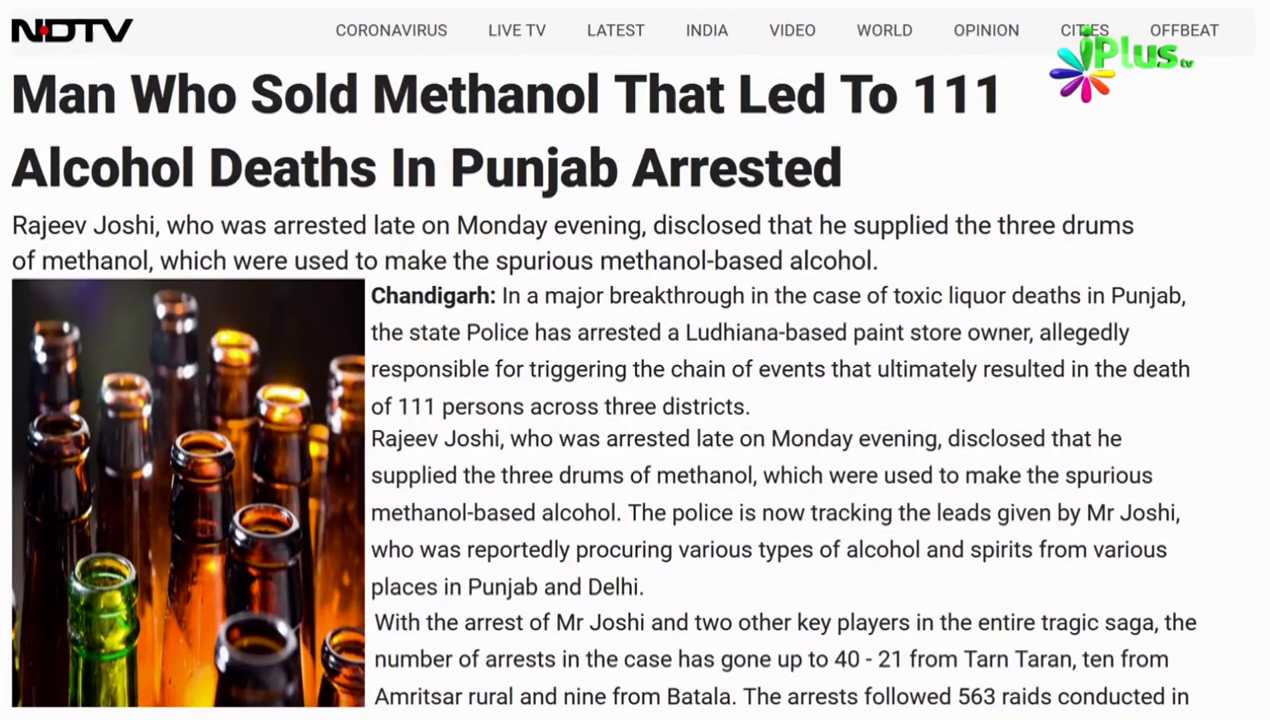 NDTV
CORONAVIRUS LIVE TV LATEST INDIA VIDEO WORLD OPINION CITIES OFFBEAT
iPlus tv
Man Who Sold Methanol That Led To 111
Alcohol Deaths In Punjab Arrested
Rajeev Joshi, who was arrested late on Monday evening, disclosed that he supplied the three drums
of methanol, which were used to make the spurious methanol-based alcohol.
Chandigarh: In a major breakthrough in the case of toxic liquor deaths in Punjab,
the state Police has arrested a Ludhiana-based paint store owner, allegedly
responsible for triggering the chain of events that ultimately resulted in the death
of 111 persons across three districts.
Rajeev Joshi, who was arrested late on Monday evening, disclosed that he
supplied the three drums of methanol, which were used to make the spurious
methanol-based alcohol. The police is now tracking the leads given by Mr Joshi,
who was reportedly procuring various types of alcohol and spirits from various
places in Punjab and Delhi.
With the arrest of Mr Joshi and two other key players in the entire tragic saga, the
number of arrests in the case has gone up to 40 - 21 from Tarn Taran, ten from
Amritsar rural and nine from Batala. The arrests followed 563 raids conducted in